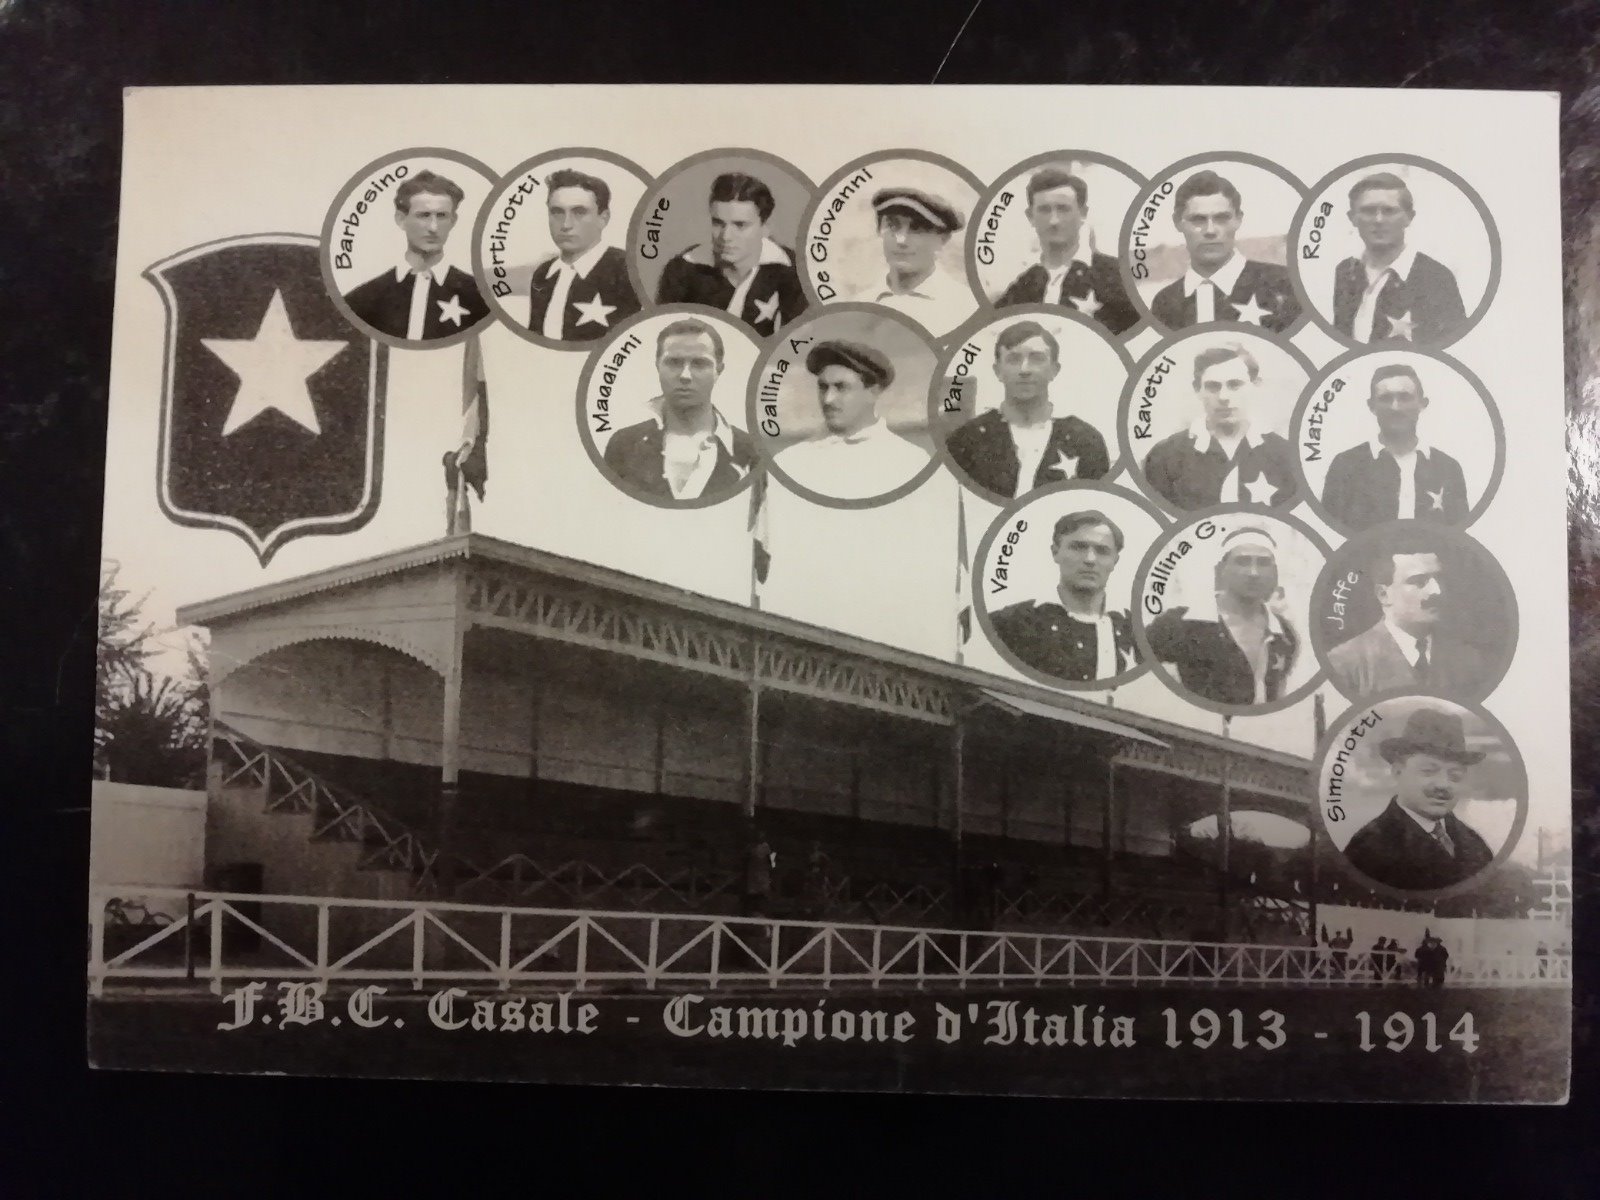 Barbesino
Bertinotti
Caire
De Giovanni
Ghena
Scrivano
Rosa
Maggiani
Gallina A.
Parodi
Ravetti
Mattea
Varese
Gallina G.
Jaffe
Simonotti
F.B.C. Casale - Campione d'Italia 1913 - 1914